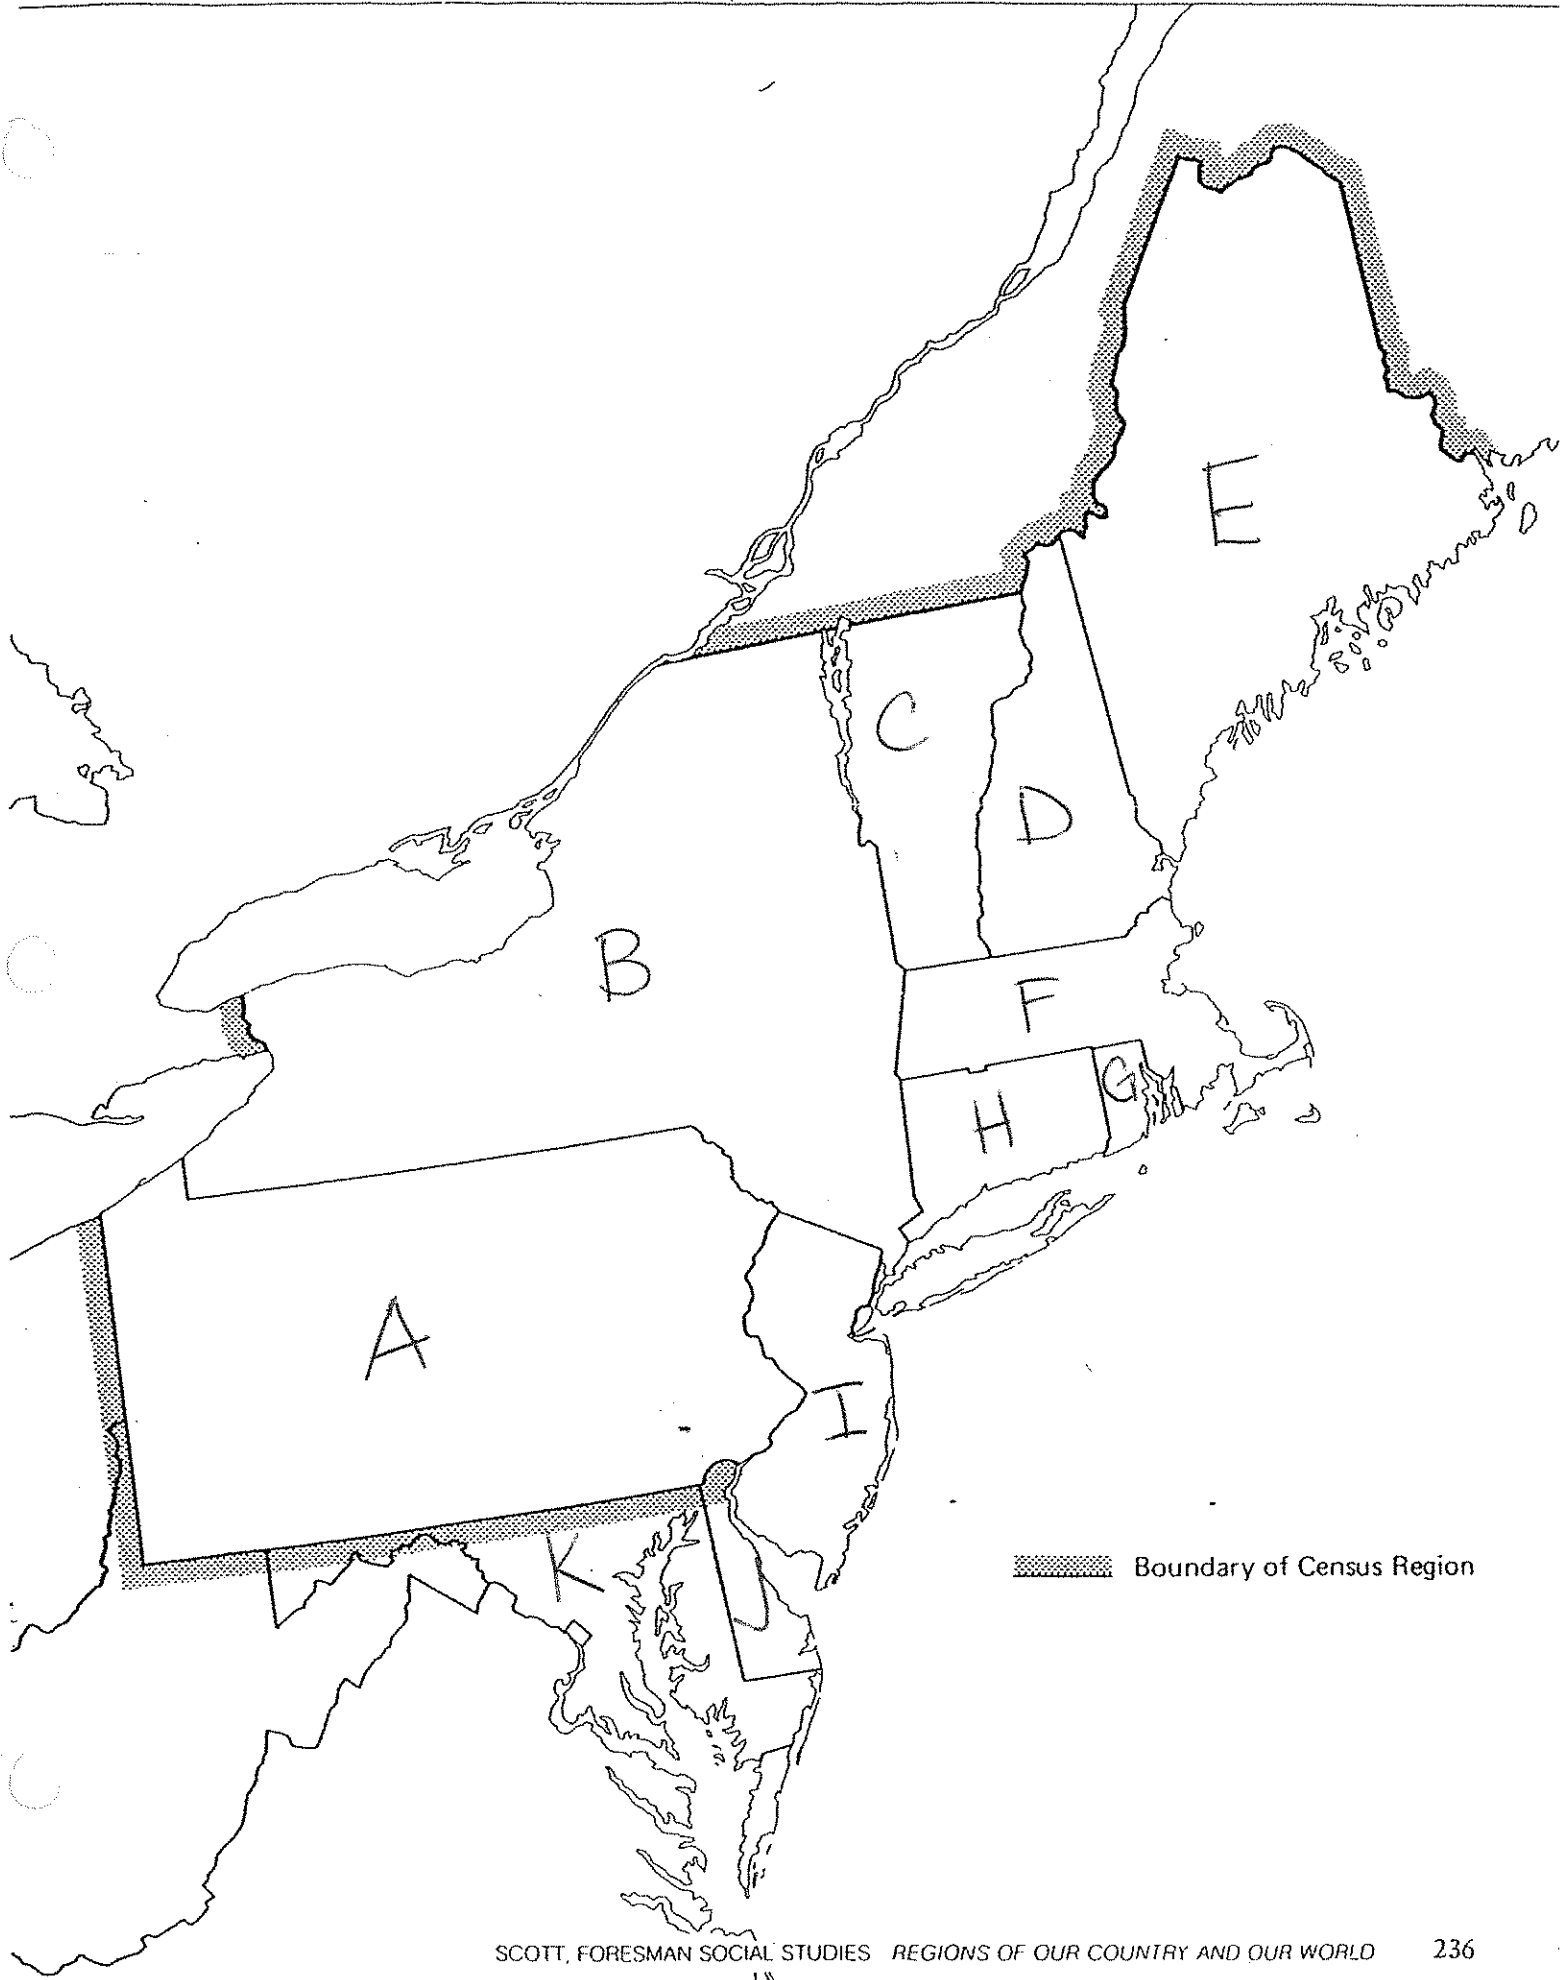 E
C
D
B
F
G
H
A
I
Boundary of Census Region
K
J
SCOTT, FORESMAN SOCIAL STUDIES REGIONS OF OUR COUNTRY AND OUR WORLD 236